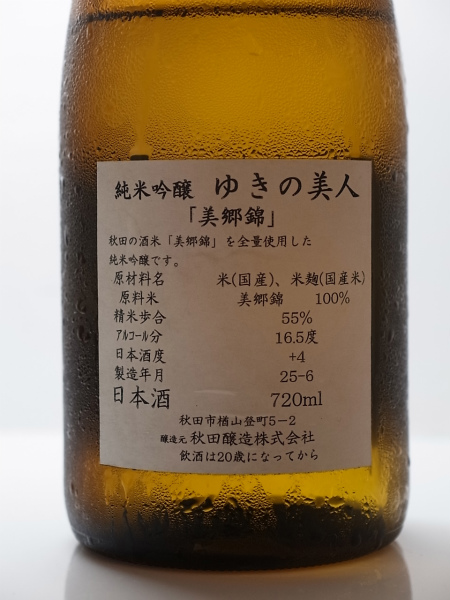 純米吟醸 ゆきの美人
「美郷錦」
秋田の酒米「美郷錦」を全量使用した
純米吟醸です。
原材料名 米(国産)、米麹(国産米)
原料米 美郷錦 100%
精米歩合 55%
アルコール分 16.5度
日本酒度 +4
製造年月 25-6
日本酒 720ml
秋田市楢山登町5-2
醸造元 秋田醸造株式会社
飲酒は20歳になってから